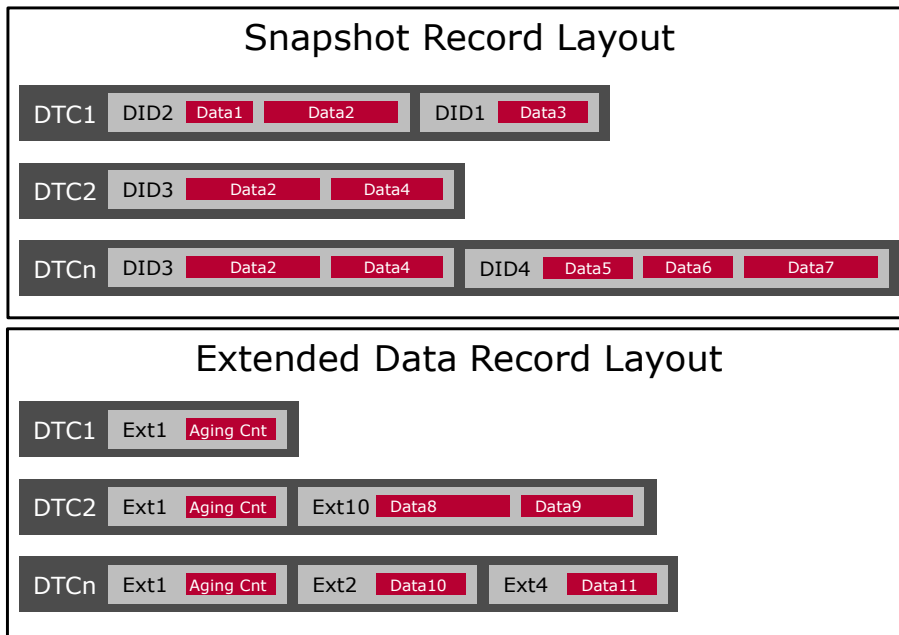 Snapshot Record Layout
DTC1 DID2 Data1 Data2 DID1 Data3
DTC2 DID3 Data2 Data4
DTCn DID3 Data2 Data4 DID4 Data5 Data6 Data7
Extended Data Record Layout
DTC1 Ext1 Aging Cnt
DTC2 Ext1 Aging Cnt Ext10 Data8 Data9
DTCn Ext1 Aging Cnt Ext2 Data10 Ext4 Data11